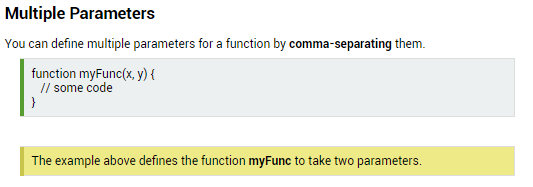 Multiple Parameters
You can define multiple parameters for a function by comma-separating them.
function myFunc(x, y) {
// some code
}
The example above defines the function myFunc to take two parameters.